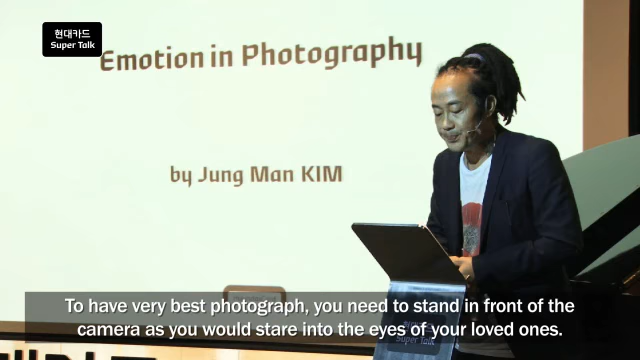 현대카드
Super Talk
Emotion in Photography
by Jung Man KIM
To have very best photograph, you need to stand in front of the
camera as you would stare into the eyes of your loved ones.
Super Talk